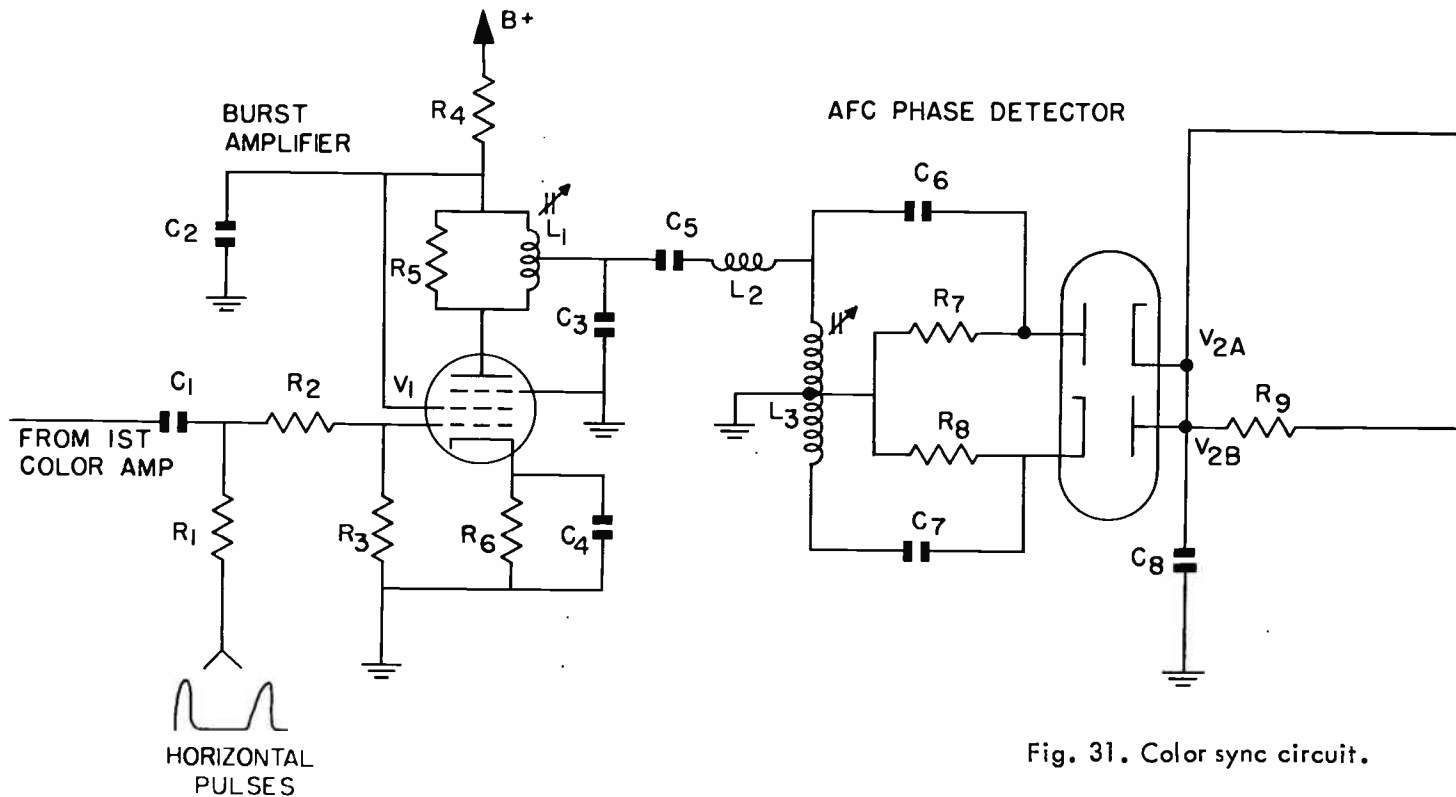 B+
R4
BURST
AMPLIFIER
AFC PHASE DETECTOR
C6
C2
L1
C5
R5
L2
R7
C3
V2A
C1
R2
V1
L3
R8
R9
FROM 1ST
COLOR AMP
V2B
R1
R3
R6
C4
C7
C8
HORIZONTAL
PULSES
Fig. 31. Color sync circuit.